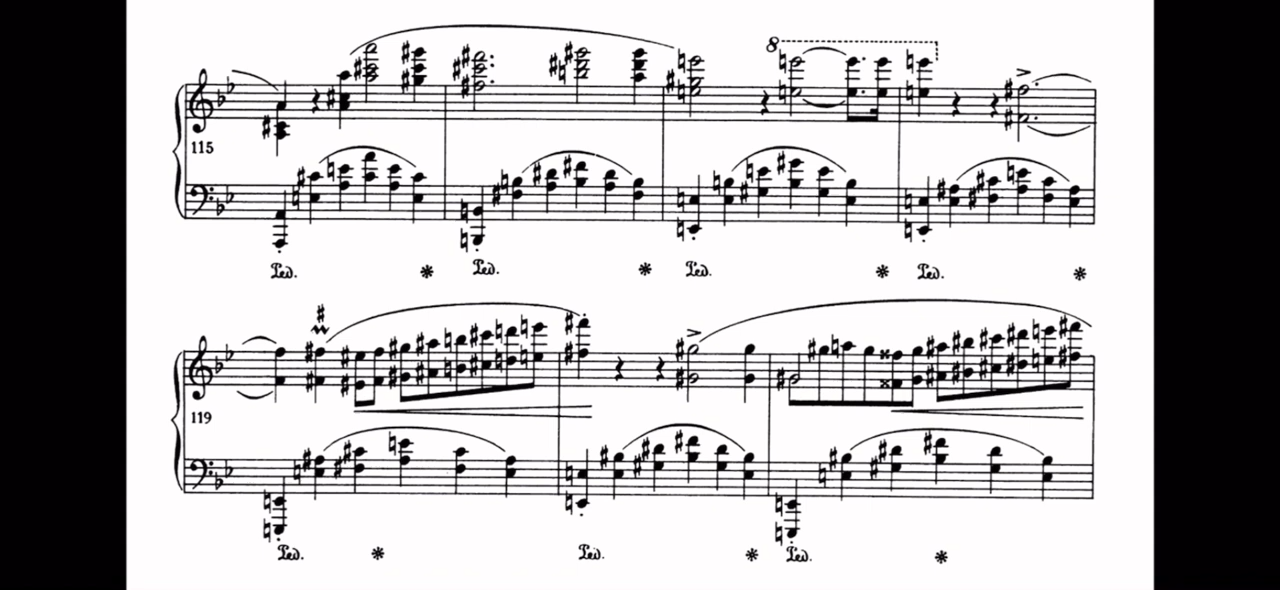 8
115
Ped. * Ped. * Ped. * Ped. *
119
Ped. * Ped. * Ped. *